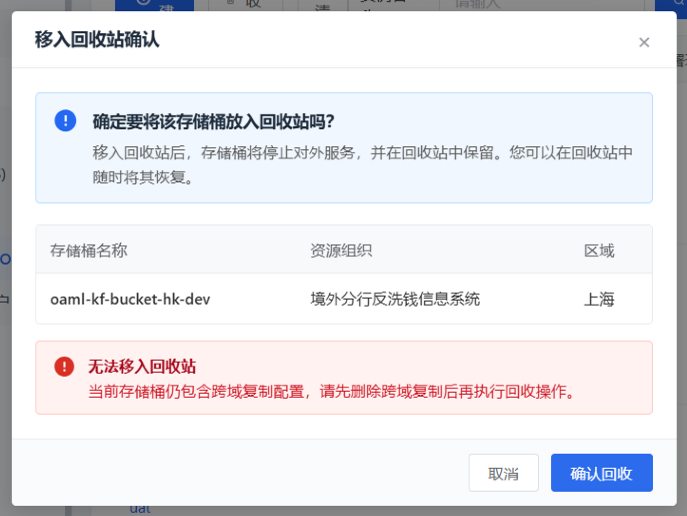 建
收
清
请输入
移入回收站确认
确定要将该存储桶放入回收站吗？
移入回收站后，存储桶将停止对外服务，并在回收站中保留。您可以在回收站中
随时将其恢复。
存储桶名称 资源组织 区域
oaml-kf-bucket-hk-dev 境外分行反洗钱信息系统 上海
无法移入回收站
当前存储桶仍包含跨域复制配置，请先删除跨域复制后再执行回收操作。
取消 确认回收
uat